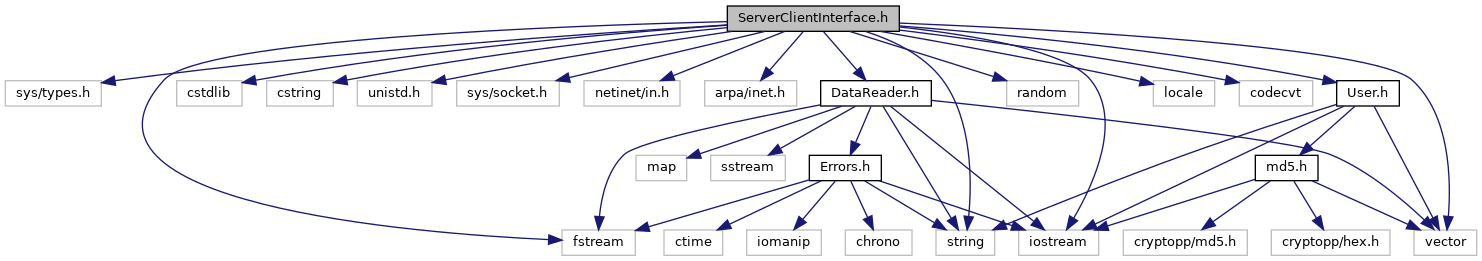 ServerClientInterface.h
sys/types.h
cstdlib
cstring
unistd.h
sys/socket.h
netinet/in.h
arpa/inet.h
DataReader.h
random
locale
codecvt
User.h
map
sstream
Errors.h
md5.h
fstream
ctime
iomanip
chrono
string
iostream
cryptopp/md5.h
cryptopp/hex.h
vector